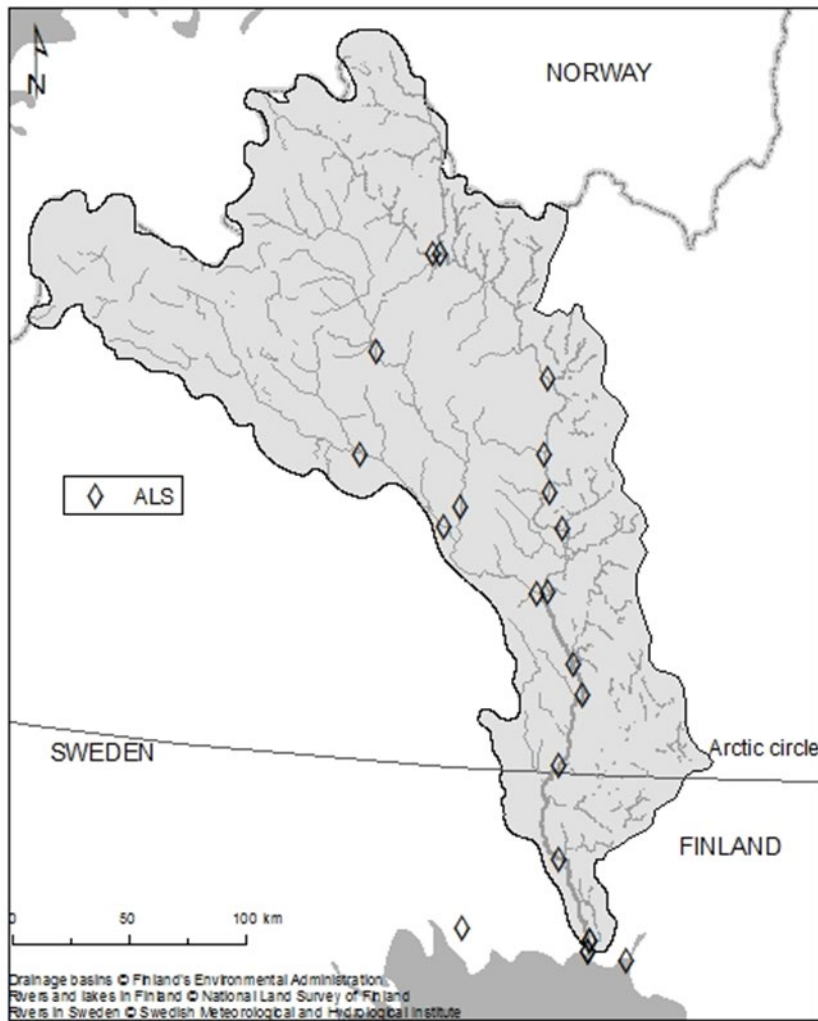 N
NORWAY
ALS
SWEDEN
Arctic circle
FINLAND
0 50 100 km
Drainage basins © Finland's Environmental Administration
Rivers and lakes in Finland © National Land Survey of Finland
Rivers in Sweden © Swedish Meteorological and Hydrological Institute